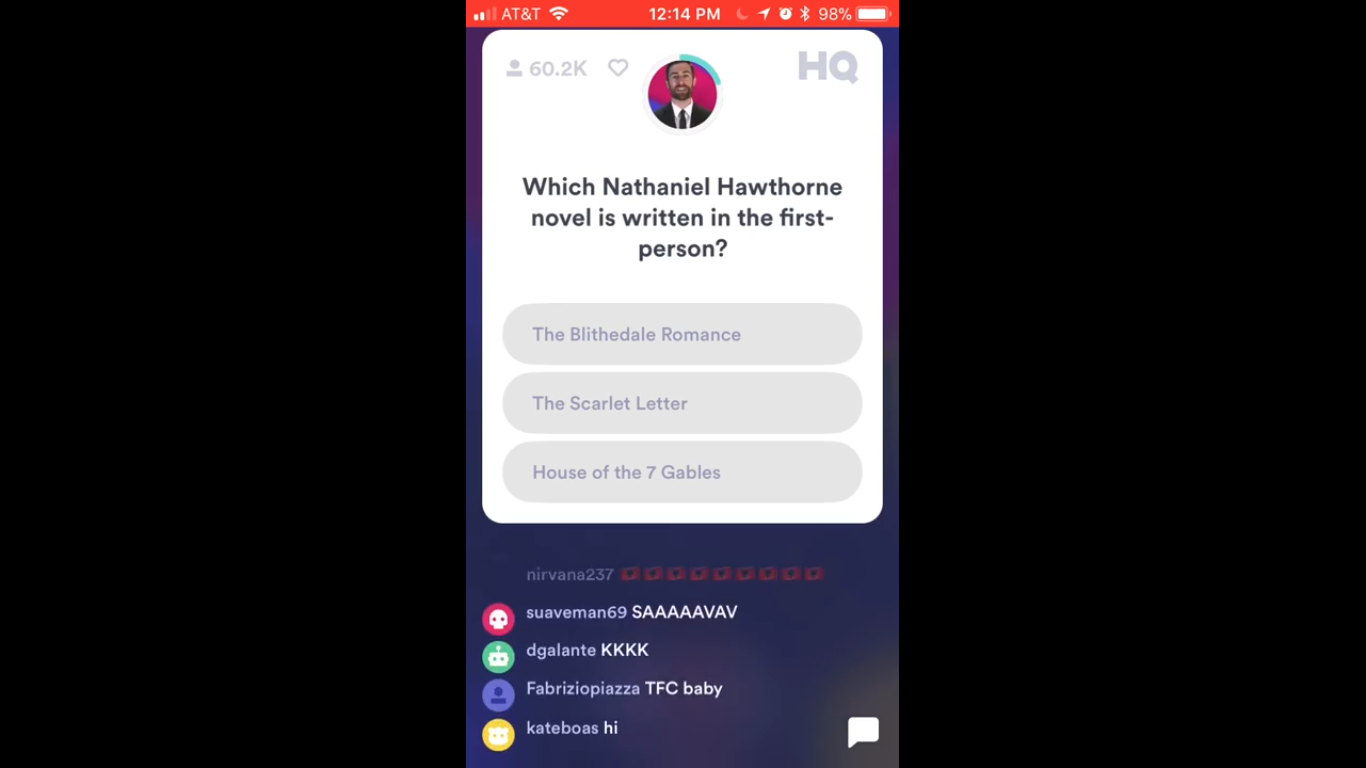 AT&T 12:14 PM 98%
60.2K HQ
Which Nathaniel Hawthorne
novel is written in the first-
person?
The Blithedale Romance
The Scarlet Letter
House of the 7 Gables
nirvana237
suaveman69 SAAAAAVAV
dgalante KKKK
Fabriziopiazza TFC baby
kateboas hi